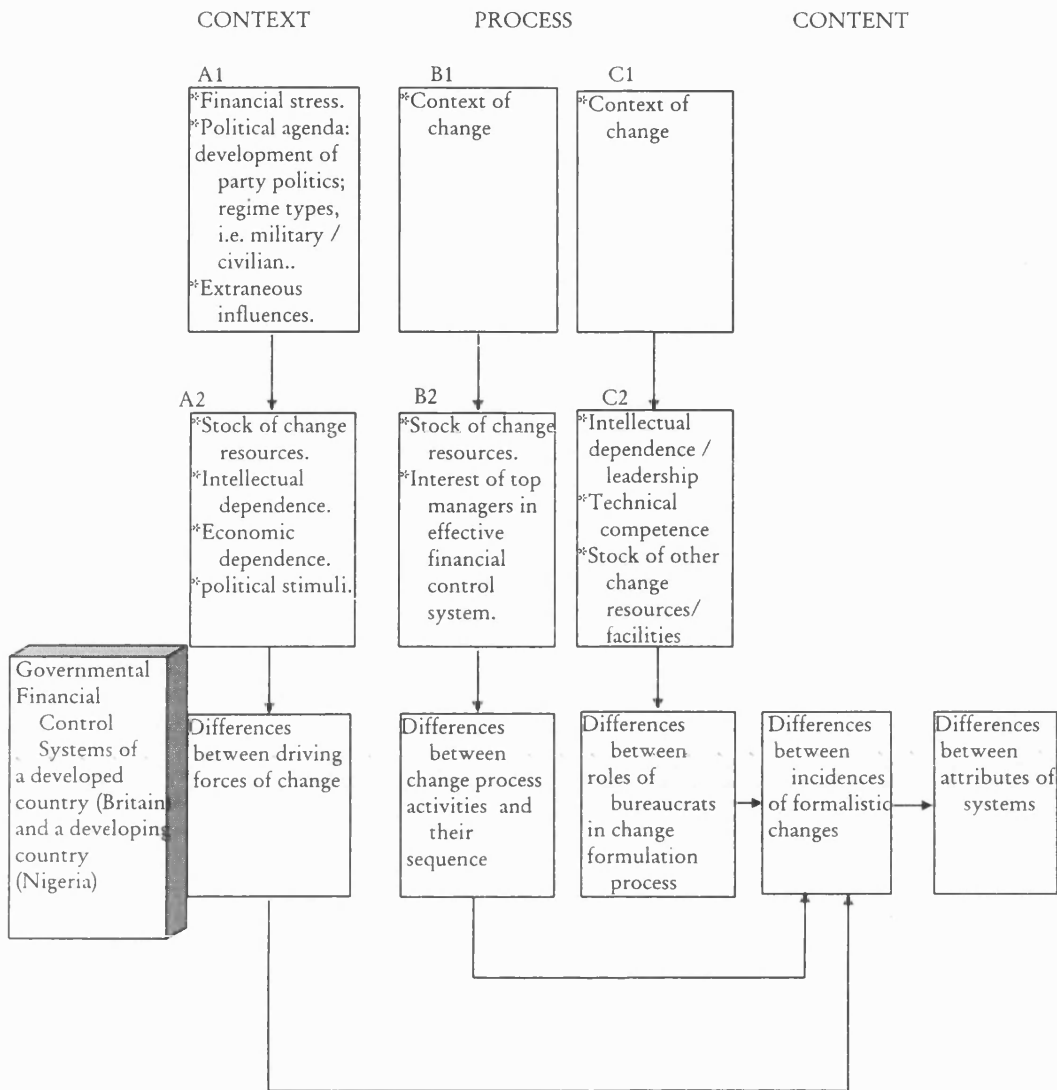 CONTEXT PROCESS CONTENT
A1
*Financial stress.
*Political agenda:
development of
party politics;
regime types,
i.e. military /
civilian..
*Extraneous
influences.
B1
*Context of
change
C1
*Context of
change
A2
*Stock of change
resources.
*Intellectual
dependence.
*Economic
dependence.
*political stimuli.
B2
*Stock of change
resources.
*Interest of top
managers in
effective
financial
control
system.
C2
*Intellectual
dependence /
leadership
*Technical
competence
*Stock of other
change
resources/
facilities
Governmental
Financial
Control
Systems of
a developed
country (Britain)
and a developing
country
(Nigeria)
Differences
between driving
forces of change
Differences
between
change process
activities and
their
sequence
Differences
between
roles of
bureaucrats
in change
formulation
process
Differences
between
incidences
of formalistic
changes
Differences
between
attributes of
systems